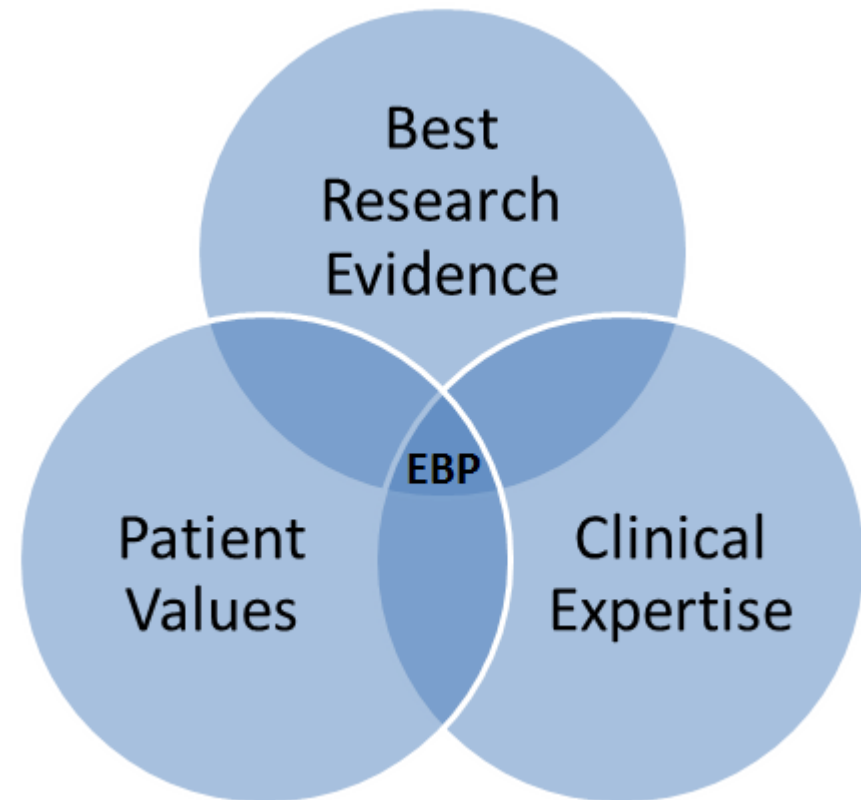 Best
Research
Evidence
EBP
Patient
Values
Clinical
Expertise